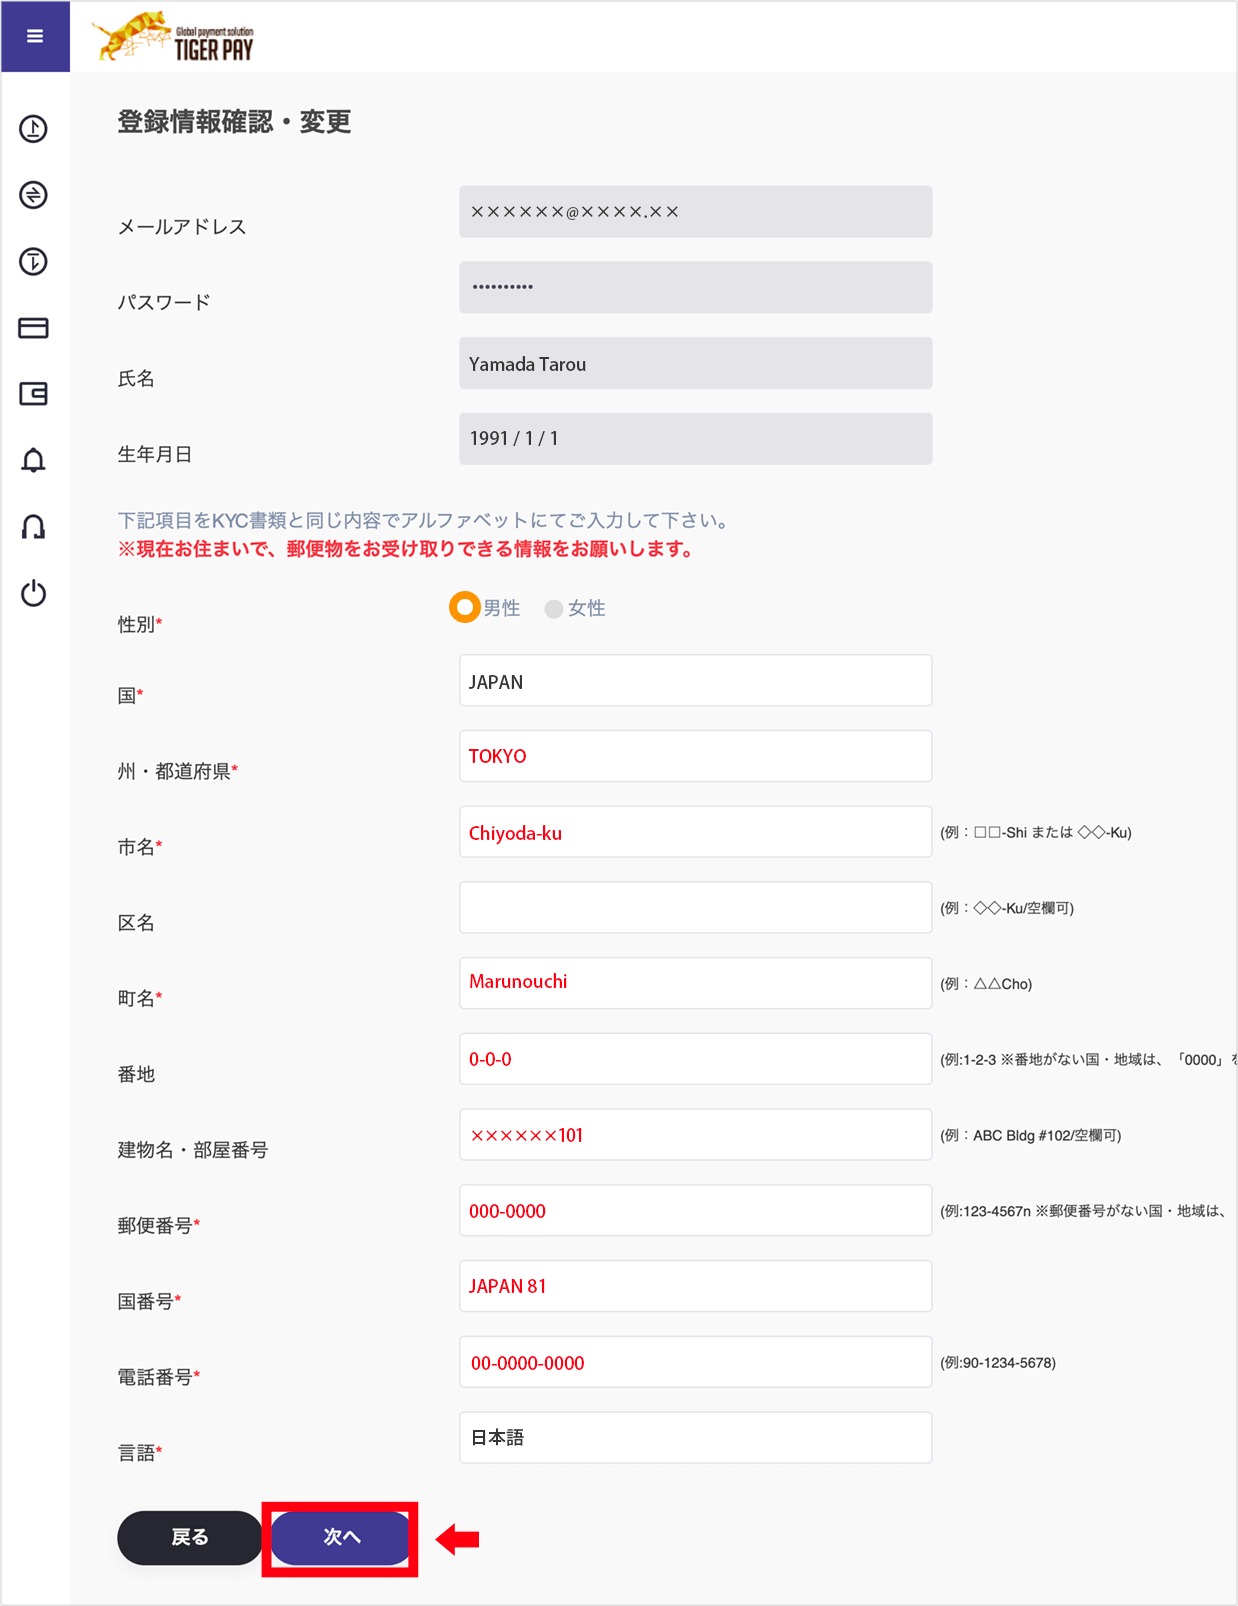 Global payment solution
TIGER PAY
登録情報確認・変更
メールアドレス
××××××@××××.××
パスワード
••••••••••
氏名
Yamada Tarou
生年月日
1991 / 1 / 1
下記項目をKYC書類と同じ内容でアルファベットにてご入力して下さい。
※現在お住まいで、郵便物をお受け取りできる情報をお願いします。
性別*
男性 女性
国*
JAPAN
州・都道府県*
TOKYO
市名*
Chiyoda-ku
(例：□□-Shi または ◇◇-Ku)
区名
(例：◇◇-Ku/空欄可)
町名*
Marunouchi
(例：△△Cho)
番地
0-0-0
(例:1-2-3 ※番地がない国・地域は、「0000」を
建物名・部屋番号
××××××101
(例：ABC Bldg #102/空欄可)
郵便番号*
000-0000
(例:123-4567n ※郵便番号がない国・地域は、
国番号*
JAPAN 81
電話番号*
00-0000-0000
(例:90-1234-5678)
言語*
日本語
戻る 次へ